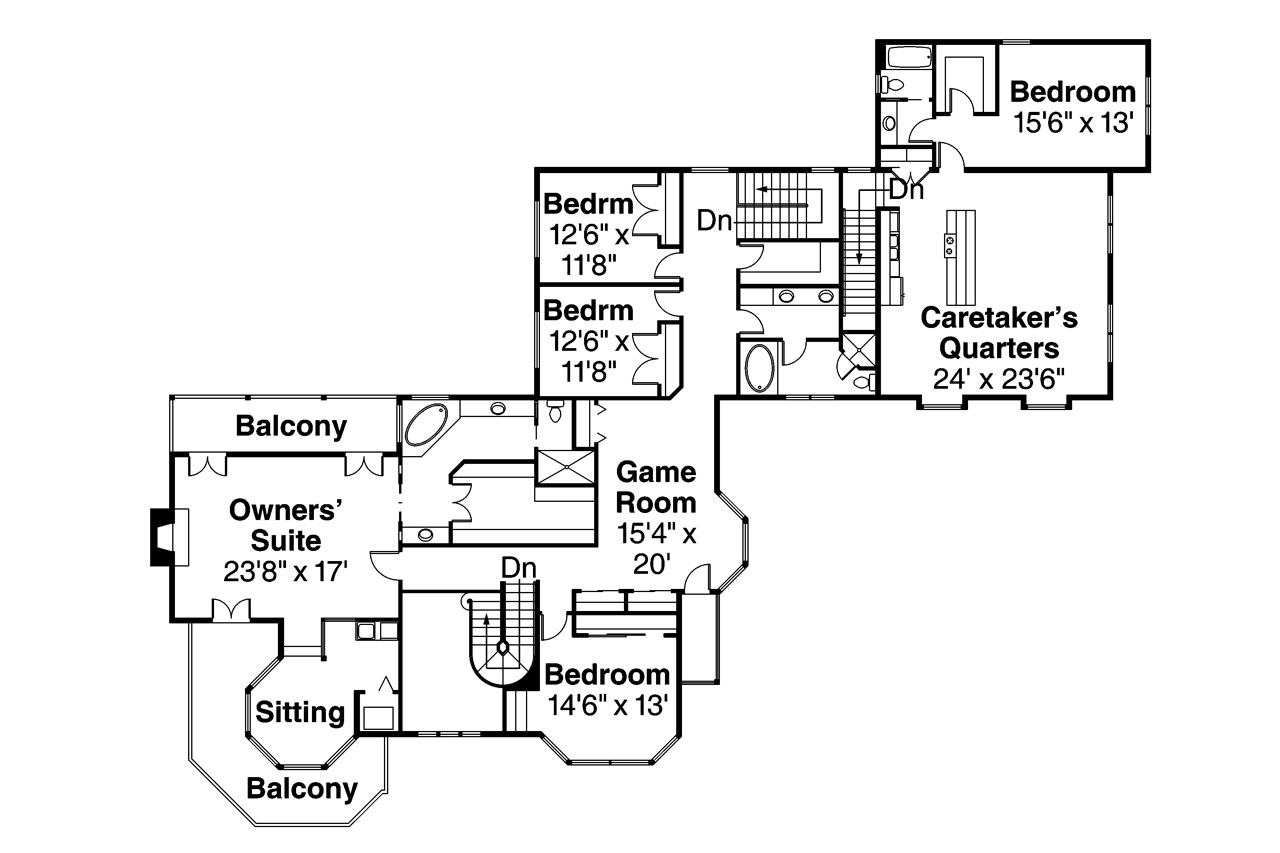 Bedroom
15'6" x 13'
Bedrm
12'6" x
11'8"
Dn
Dn
Bedrm
12'6" x
11'8"
Caretaker's
Quarters
24' x 23'6"
Balcony
Game
Room
15'4" x
20'
Owners'
Suite
23'8" x 17'
Dn
Bedroom
14'6" x 13'
Sitting
Balcony